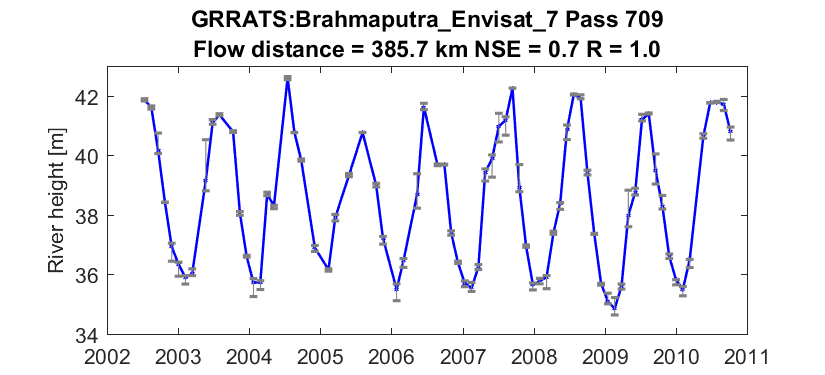 GRRATS:Brahmaputra_Envisat_7 Pass 709
Flow distance = 385.7 km NSE = 0.7 R = 1.0
River height [m]
42
40
38
36
34
2002 2003 2004 2005 2006 2007 2008 2009 2010 2011